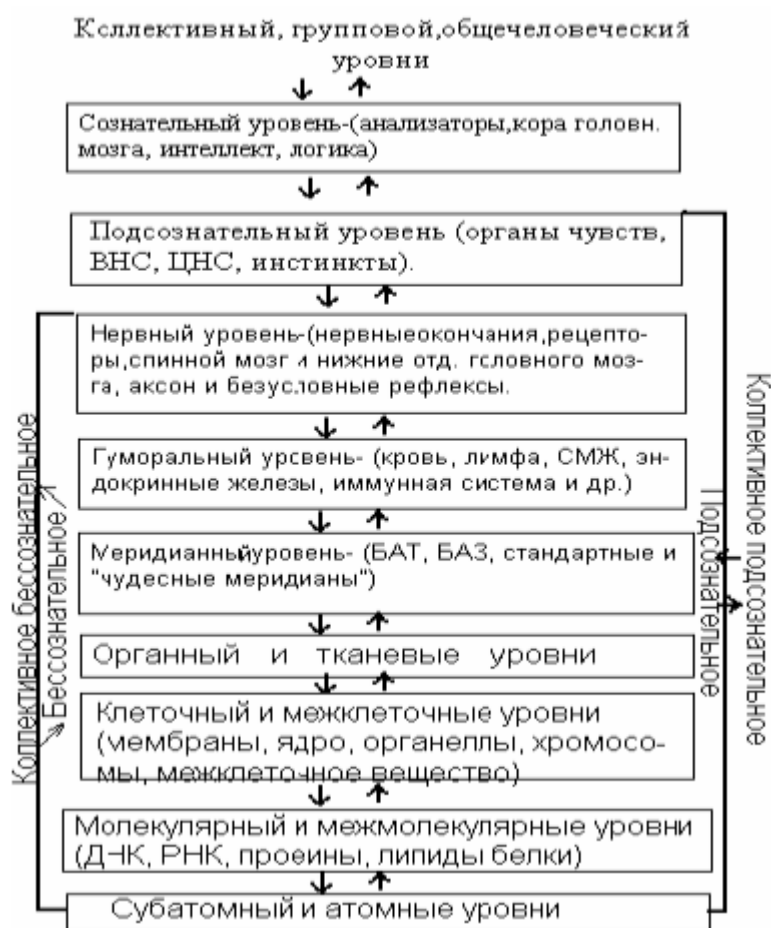 Ксллективный, групповой,общечеловеческий
уровни
Сознательный уровень-(анализаторы,кора головн.
мозга, интеллект, логика)
Подсознательный уровень (органы чувств,
ВНС, ЦНС, инстинкты).
Нервный уровень-(нервныеокончания,рецепто-
ры,спинной мозг и нижние отд. головного моз-
га, аксон и безусловные рефлексы.
Гуморальный уровень- (кровь, лимфа, СМЖ, эн-
докринные железы, иммунная система и др.)
Меридианныйуровень- (БАТ, БАЗ, стандартные и
"чудесные меридианы")
Органный и тканевые уровни
Клеточный и межклеточные уровни
(мембраны, ядро, органеллы, хромосо-
мы, межклеточное вещество)
Молекулярный и межмолекулярные уровни
(ДНК, РНК, проеины, липиды белки)
Субатомный и атомные уровни
Коллективное бессознательное
Бессознательное
Подсознательное
Коллективное подсознательное